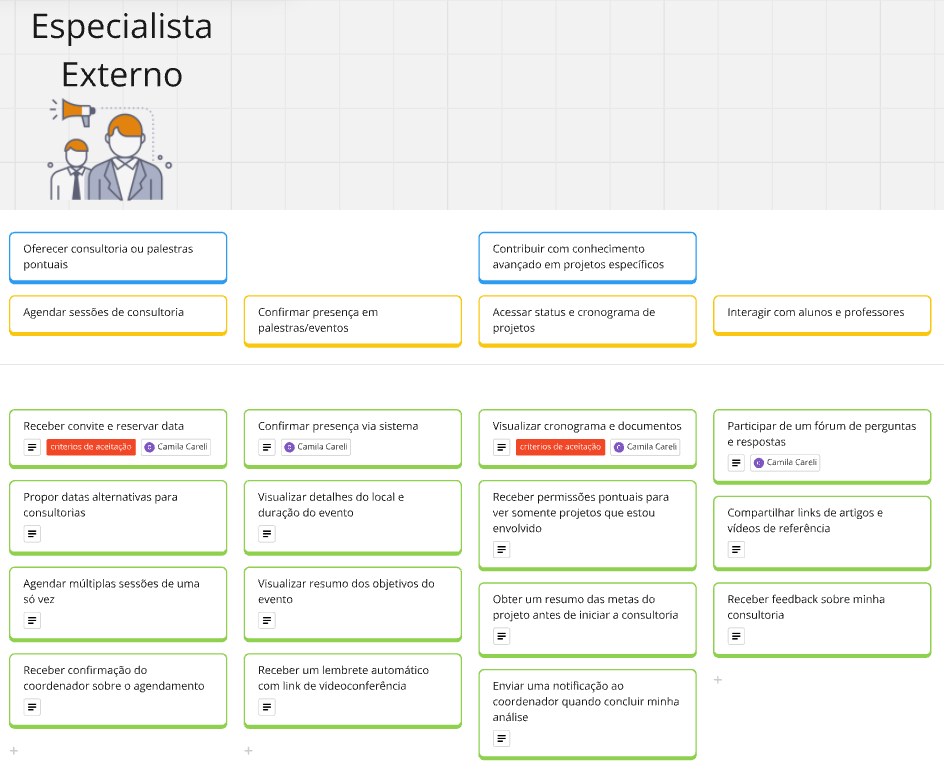 Especialista
Externo
Oferecer consultoria ou palestras
pontuais
Contribuir com conhecimento
avançado em projetos específicos
Agendar sessões de consultoria
Confirmar presença em
palestras/eventos
Acessar status e cronograma de
projetos
Interagir com alunos e professores
Receber convite e reservar data
criterios de aceitação
C Camila Careli
Propor datas alternativas para
consultorias
Agendar múltiplas sessões de uma
só vez
Receber confirmação do
coordenador sobre o agendamento
Confirmar presença via sistema
C Camila Careli
Visualizar detalhes do local e
duração do evento
Visualizar resumo dos objetivos do
evento
Receber um lembrete automático
com link de videoconferência
Visualizar cronograma e documentos
criterios de aceitação
C Camila Careli
Receber permissões pontuais para
ver somente projetos que estou
envolvido
Obter um resumo das metas do
projeto antes de iniciar a consultoria
Enviar uma notificação ao
coordenador quando concluir minha
análise
Participar de um fórum de perguntas
e respostas
C Camila Careli
Compartilhar links de artigos e
vídeos de referência
Receber feedback sobre minha
consultoria